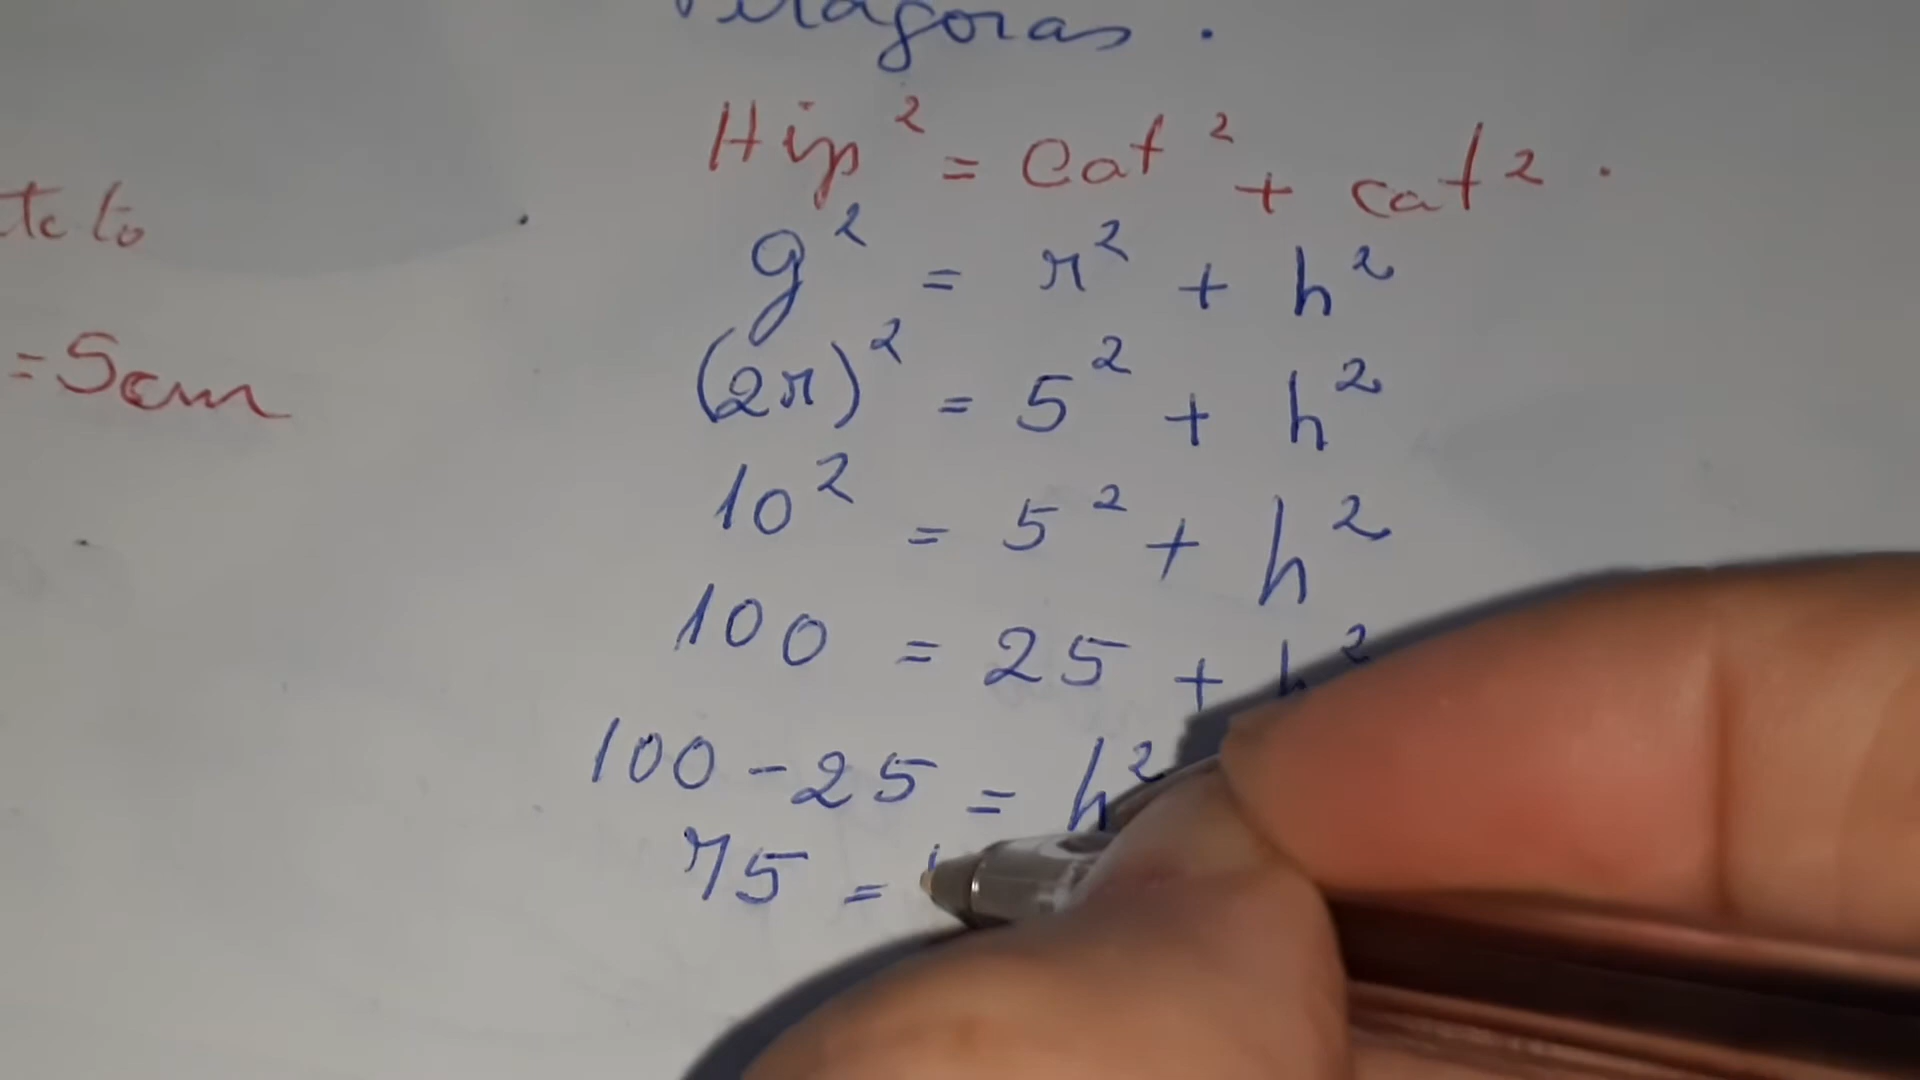 Pitágoras.
Hip² = Cat² + cat².
g² = r² + h²
teto
(2r)² = 5² + h²
= 5cm
10² = 5² + h²
100 = 25 + h²
100 - 25 = h²
75 =